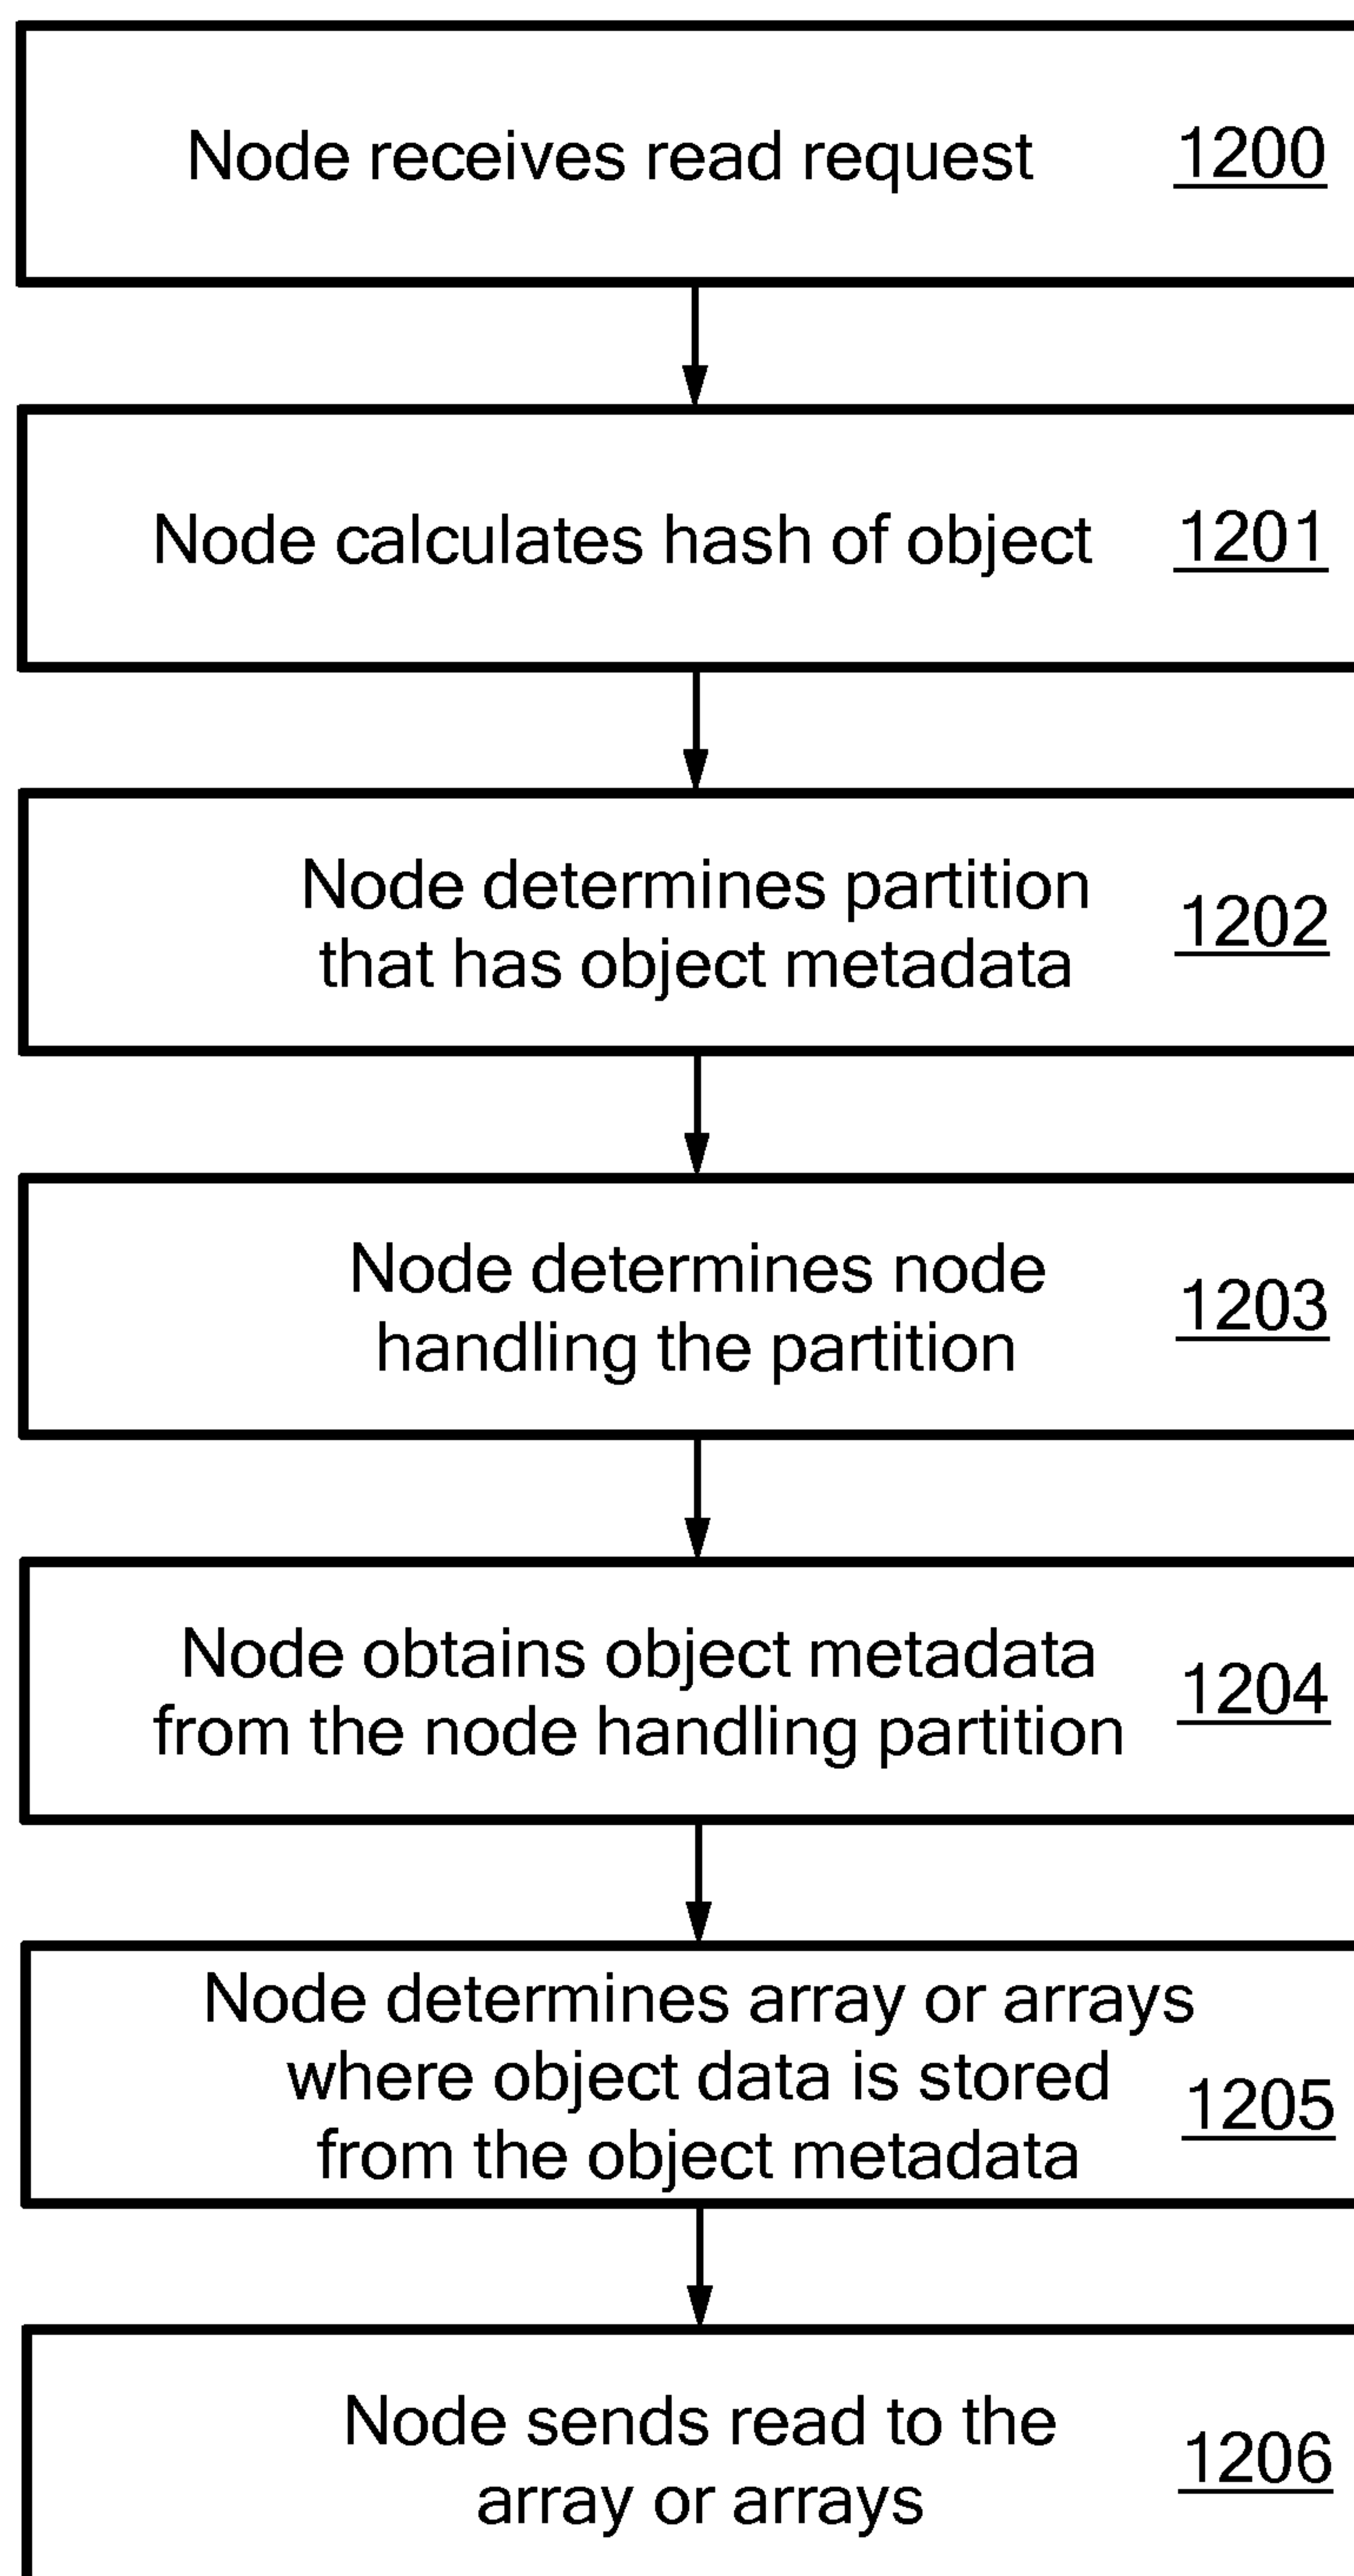 Node receives read request 1200
Node calculates hash of object 1201
Node determines partition
that has object metadata 1202
Node determines node
handling the partition 1203
Node obtains object metadata
from the node handling partition 1204
Node determines array or arrays
where object data is stored
from the object metadata 1205
Node sends read to the
array or arrays 1206